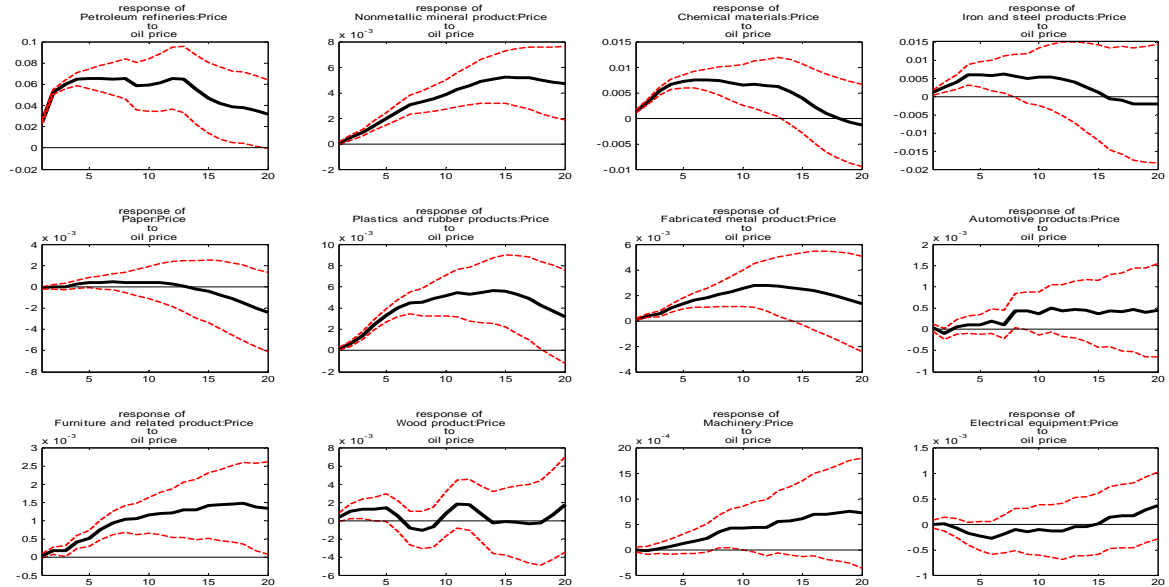 response of
Petroleum refineries:Price
to
oil price
0.1
0.08
0.06
0.04
0.02
0
-0.02
5 10 15 20
response of
Nonmetallic mineral product:Price
to
oil price
x 10^-3
8
6
4
2
0
-2
5 10 15 20
response of
Chemical materials:Price
to
oil price
0.015
0.01
0.005
0
-0.005
-0.01
5 10 15 20
response of
Iron and steel products:Price
to
oil price
0.015
0.01
0.005
0
-0.005
-0.01
-0.015
-0.02
5 10 15 20
response of
Paper:Price
to
oil price
x 10^-3
4
2
0
-2
-4
-6
-8
5 10 15 20
response of
Plastics and rubber products:Price
to
oil price
x 10^-3
10
8
6
4
2
0
-2
5 10 15 20
response of
Fabricated metal product:Price
to
oil price
x 10^-3
6
4
2
0
-2
-4
5 10 15 20
response of
Automotive products:Price
to
oil price
x 10^-3
2
1.5
1
0.5
0
-0.5
-1
5 10 15 20
response of
Furniture and related product:Price
to
oil price
x 10^-3
3
2.5
2
1.5
1
0.5
0
-0.5
5 10 15 20
response of
Wood product:Price
to
oil price
x 10^-3
8
6
4
2
0
-2
-4
-6
5 10 15 20
response of
Machinery:Price
to
oil price
x 10^-4
20
15
10
5
0
-5
5 10 15 20
response of
Electrical equipment:Price
to
oil price
x 10^-3
1.5
1
0.5
0
-0.5
-1
5 10 15 20